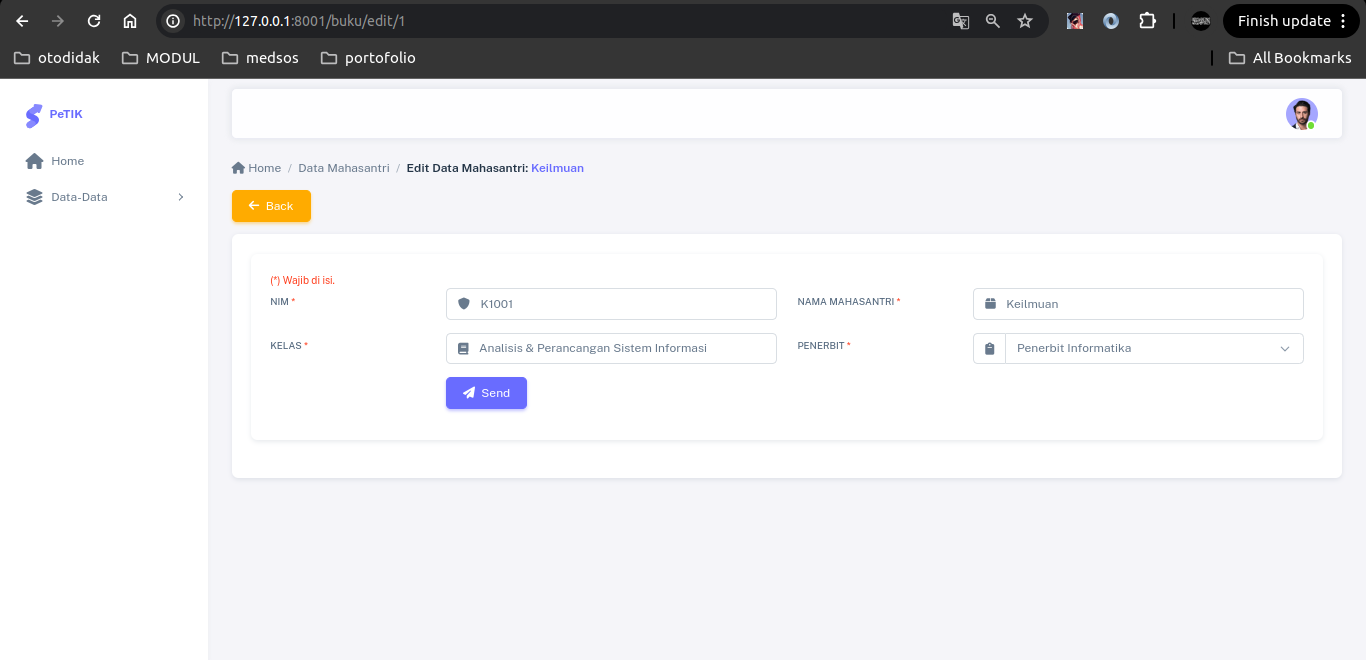 http://127.0.0.1:8001/buku/edit/1
Finish update
otodidak MODUL medsos portofolio All Bookmarks
PeTIK
Home
Data-Data
Home / Data Mahasantri / Edit Data Mahasantri: Keilmuan
Back
(*) Wajib di isi.
NIM * K1001 NAMA MAHASANTRI * Keilmuan
KELAS * Analisis & Perancangan Sistem Informasi PENERBIT * Penerbit Informatika
Send